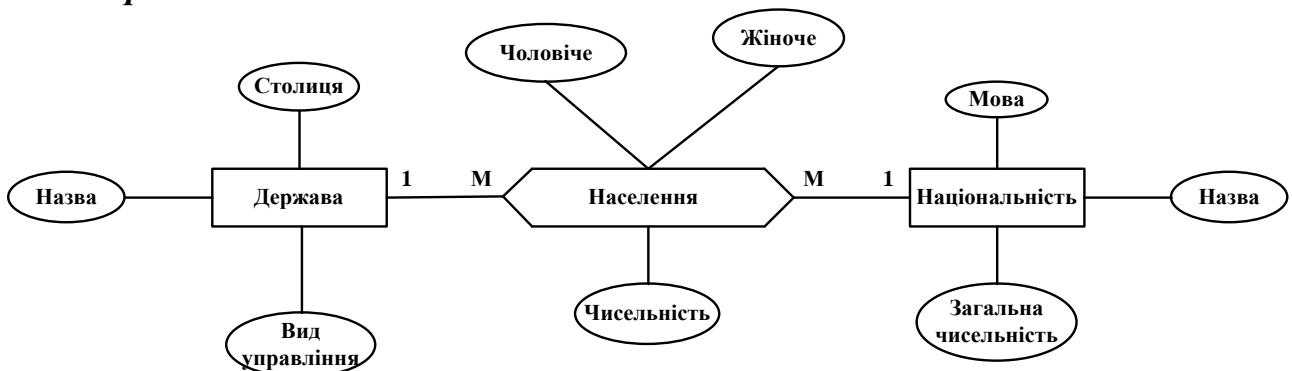 Чоловіче
Жіноче
Столиця
Мова
Назва
Держава
1
М
Населення
М
1
Національність
Назва
Чисельність
Вид
управління
Загальна
чисельність